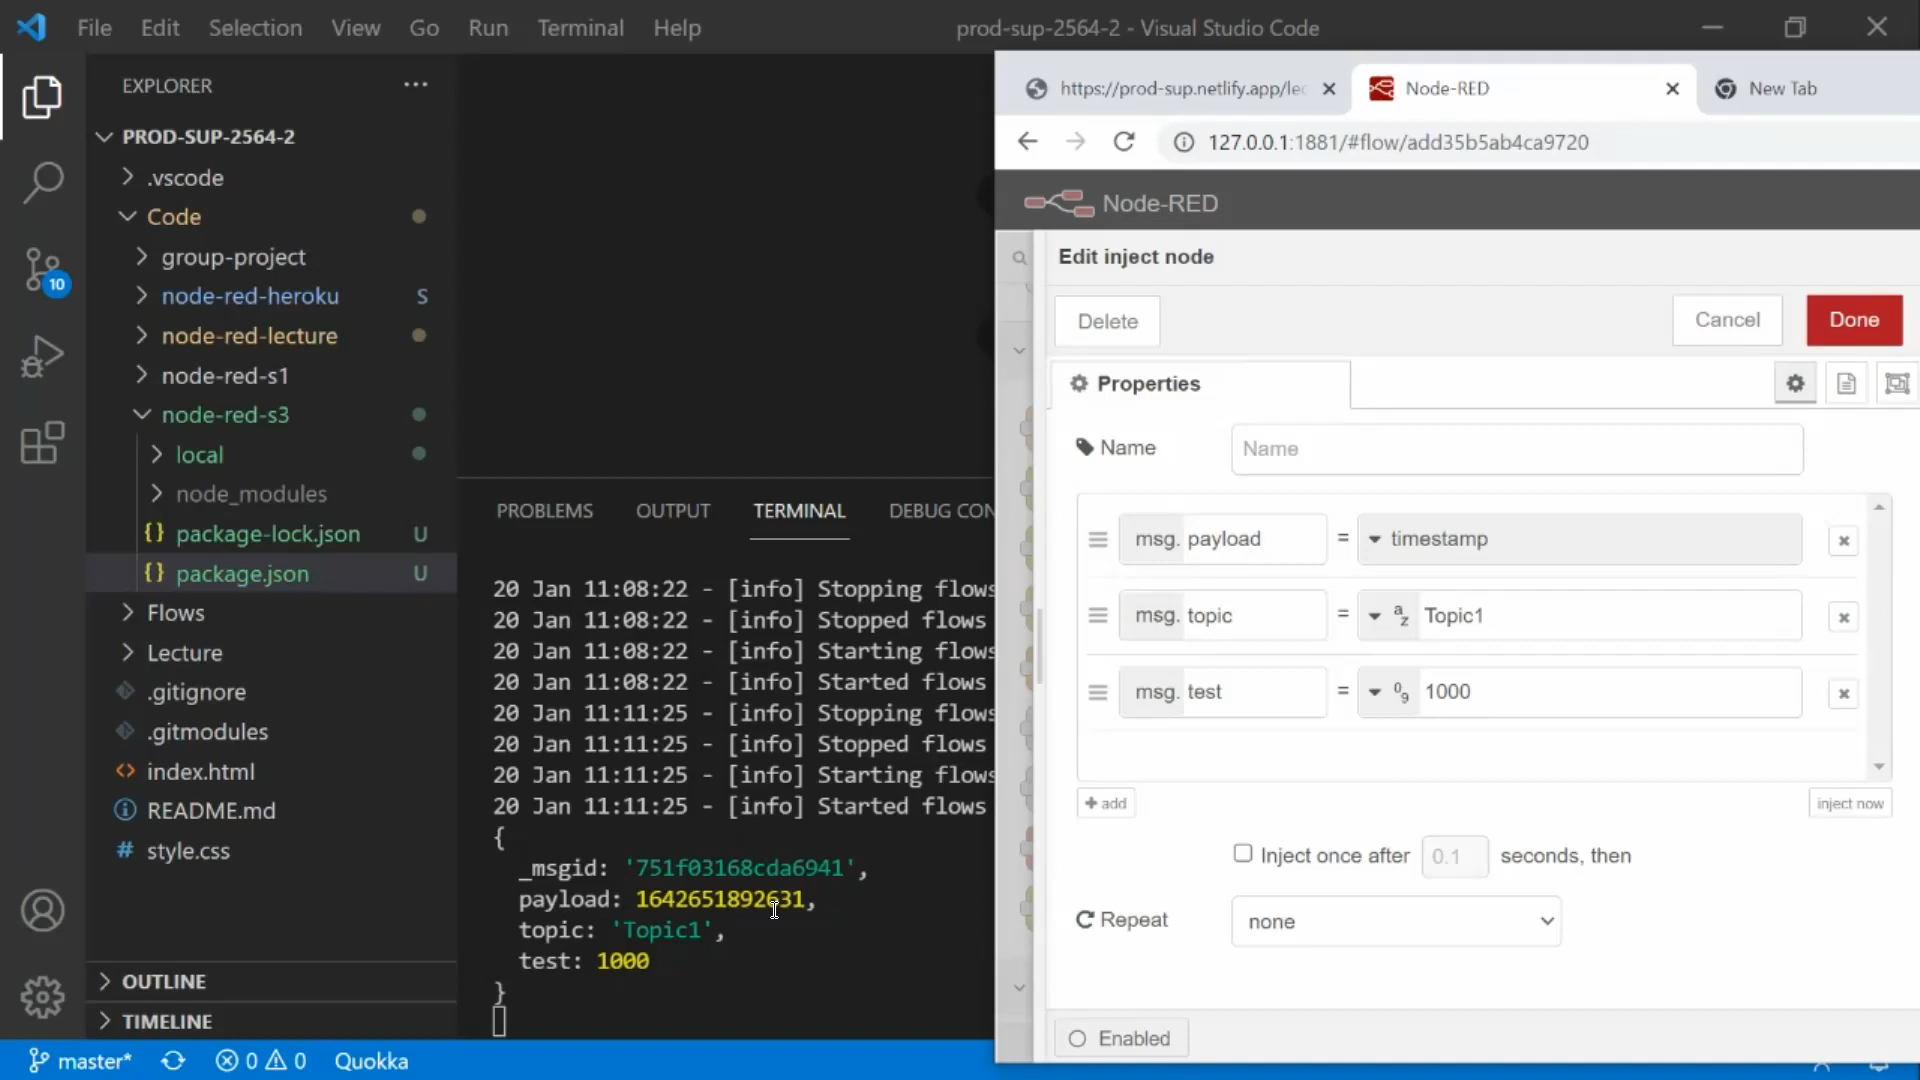 File Edit Selection View Go Run Terminal Help
prod-sup-2564-2 - Visual Studio Code
EXPLORER
PROD-SUP-2564-2
.vscode
Code
group-project
node-red-heroku S
node-red-lecture
node-red-s1
node-red-s3
local
node_modules
{} package-lock.json U
{} package.json U
Flows
Lecture
.gitignore
.gitmodules
<> index.html
README.md
# style.css
OUTLINE
TIMELINE
10
PROBLEMS OUTPUT TERMINAL DEBUG CON
20 Jan 11:08:22 - [info] Stopping flows
20 Jan 11:08:22 - [info] Stopped flows
20 Jan 11:08:22 - [info] Starting flows
20 Jan 11:08:22 - [info] Started flows
20 Jan 11:11:25 - [info] Stopping flows
20 Jan 11:11:25 - [info] Stopped flows
20 Jan 11:11:25 - [info] Starting flows
20 Jan 11:11:25 - [info] Started flows
{
_msgid: '751f03168cda6941',
payload: 1642651892631,
topic: 'Topic1',
test: 1000
}
master* 0 0 Quokka
https://prod-sup.netlify.app/lec Node-RED New Tab
127.0.0.1:1881/#flow/add35b5ab4ca9720
Node-RED
Edit inject node
Delete Cancel Done
Properties
Name Name
msg. payload = timestamp
msg. topic = a z Topic1
msg. test = 0 9 1000
+ add inject now
Inject once after 0.1 seconds, then
Repeat none
Enabled